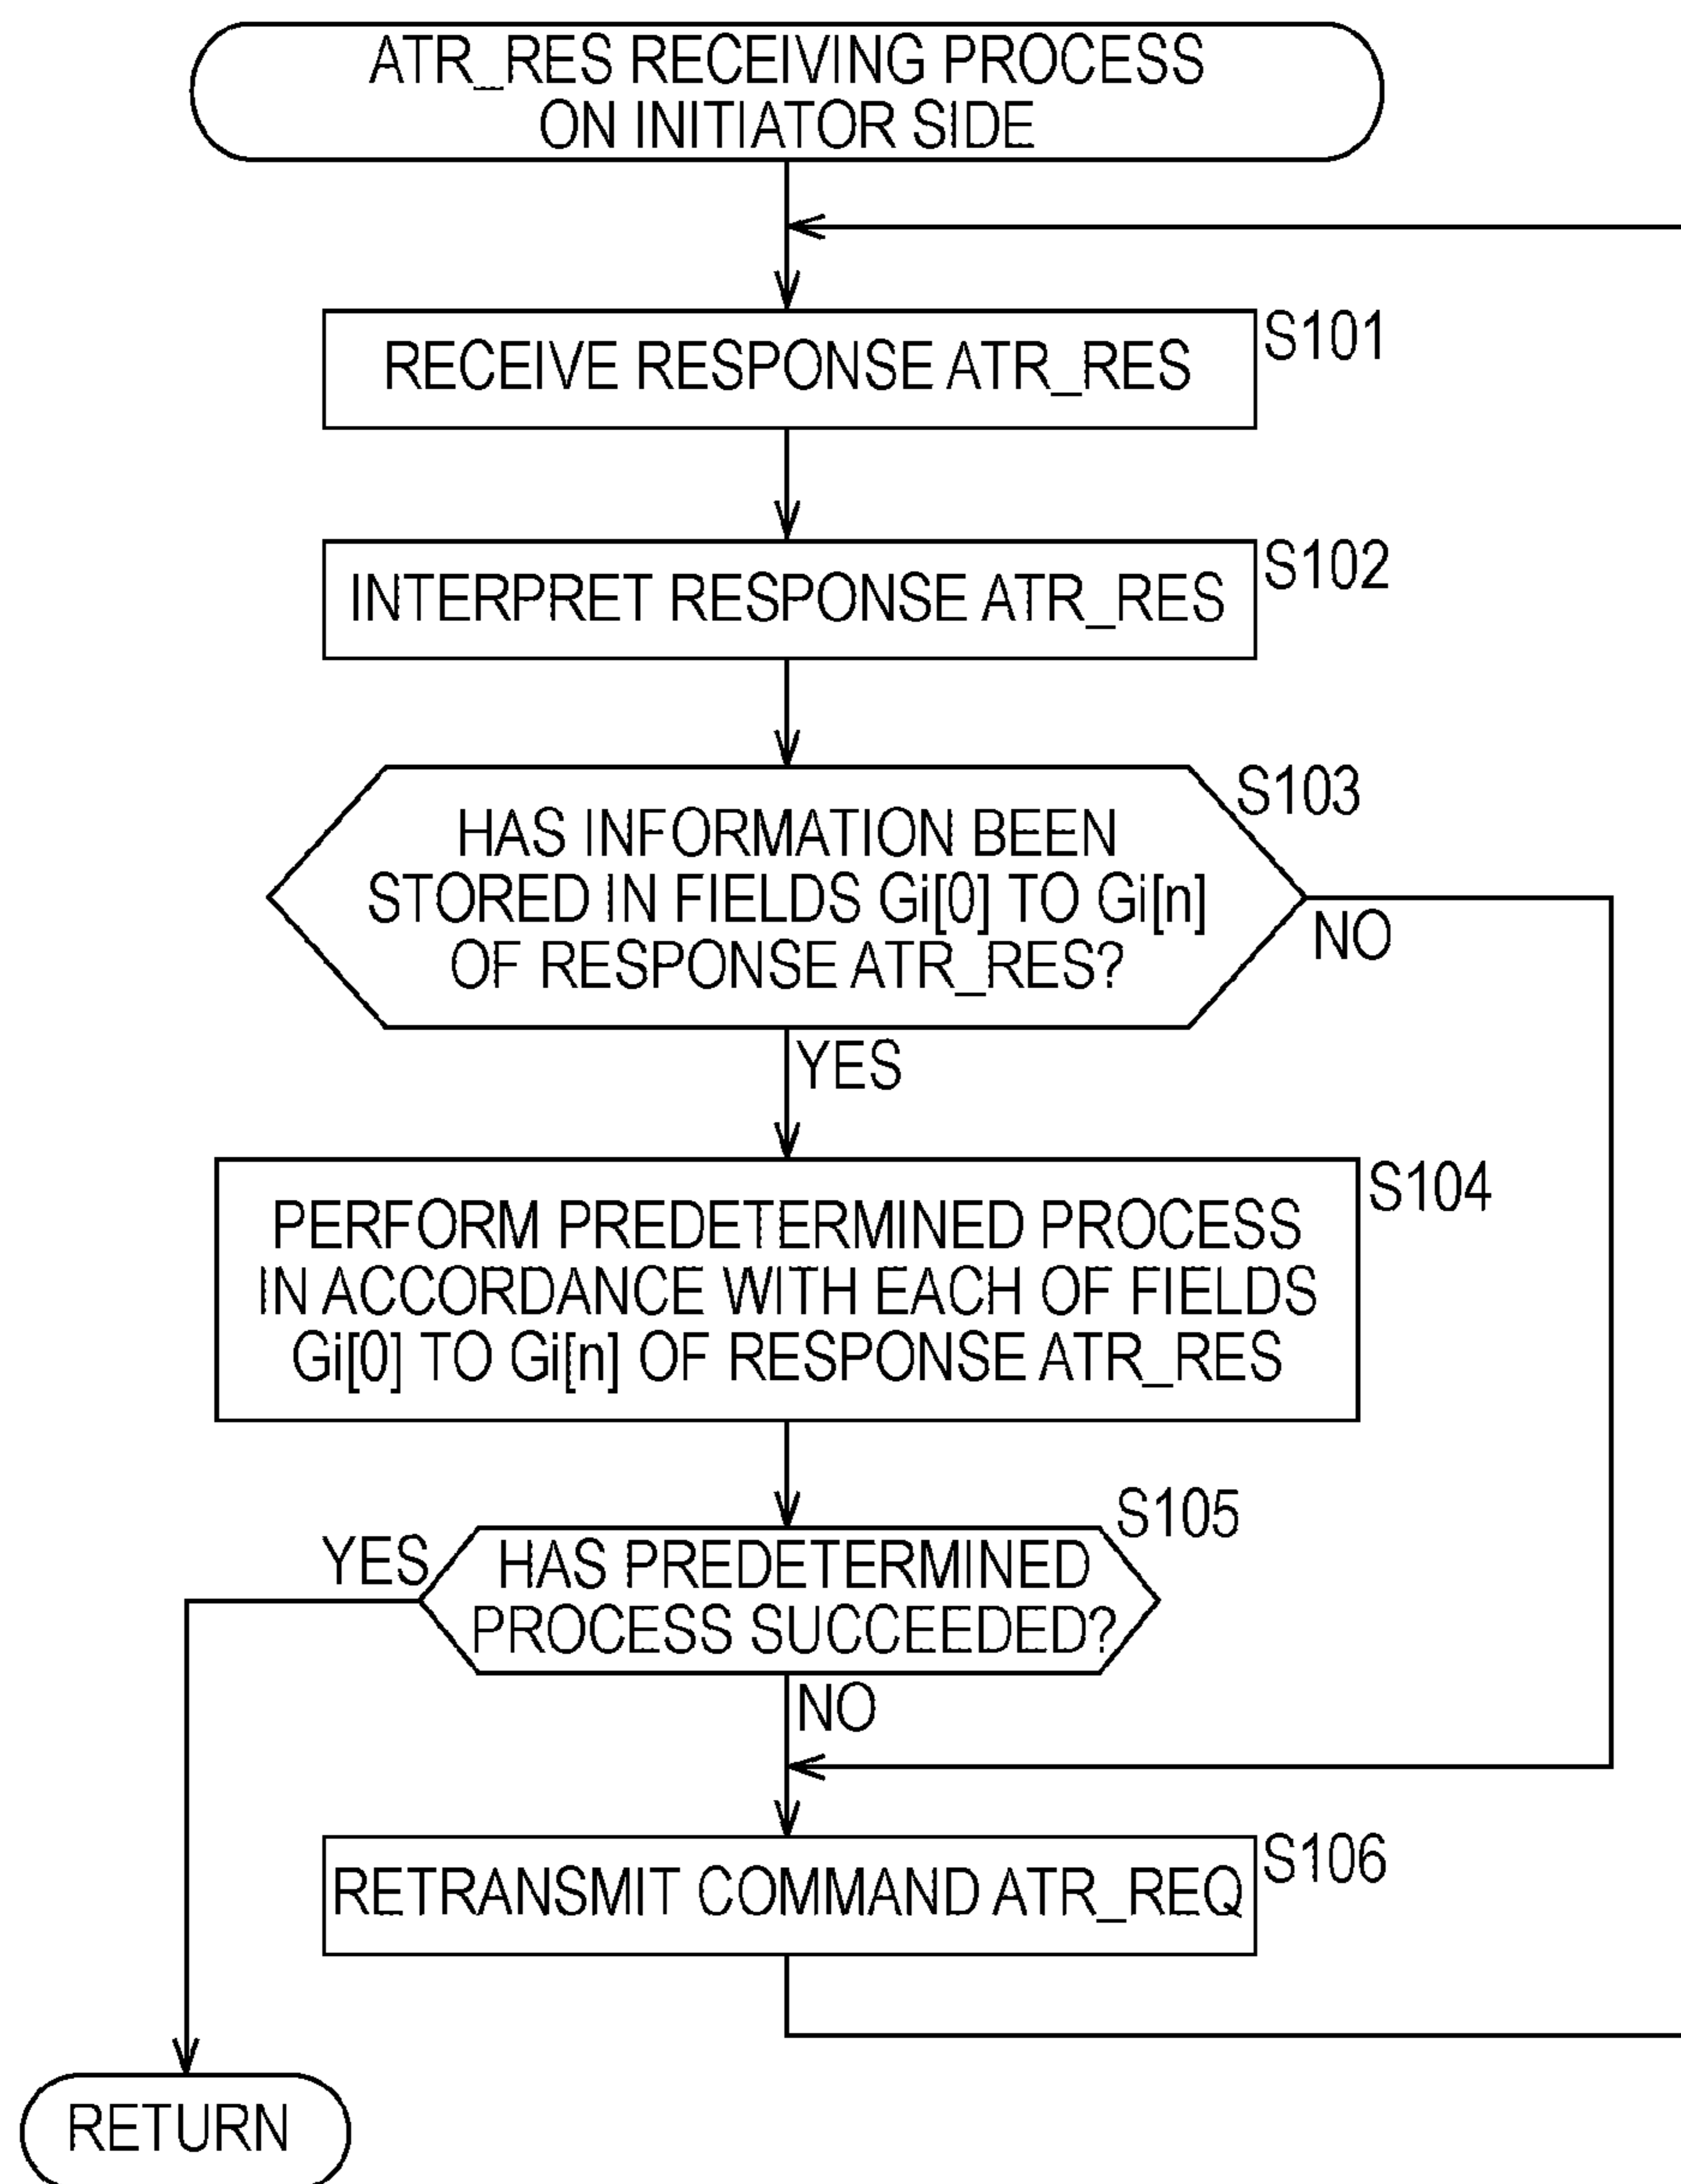 ATR_RES RECEIVING PROCESS
ON INITIATOR SIDE
RECEIVE RESPONSE ATR_RES
S101
INTERPRET RESPONSE ATR_RES
S102
HAS INFORMATION BEEN
STORED IN FIELDS Gi[0] TO Gi[n]
OF RESPONSE ATR_RES?
S103
NO
YES
PERFORM PREDETERMINED PROCESS
IN ACCORDANCE WITH EACH OF FIELDS
Gi[0] TO Gi[n] OF RESPONSE ATR_RES
S104
HAS PREDETERMINED
PROCESS SUCCEEDED?
S105
YES
NO
RETRANSMIT COMMAND ATR_REQ
S106
RETURN